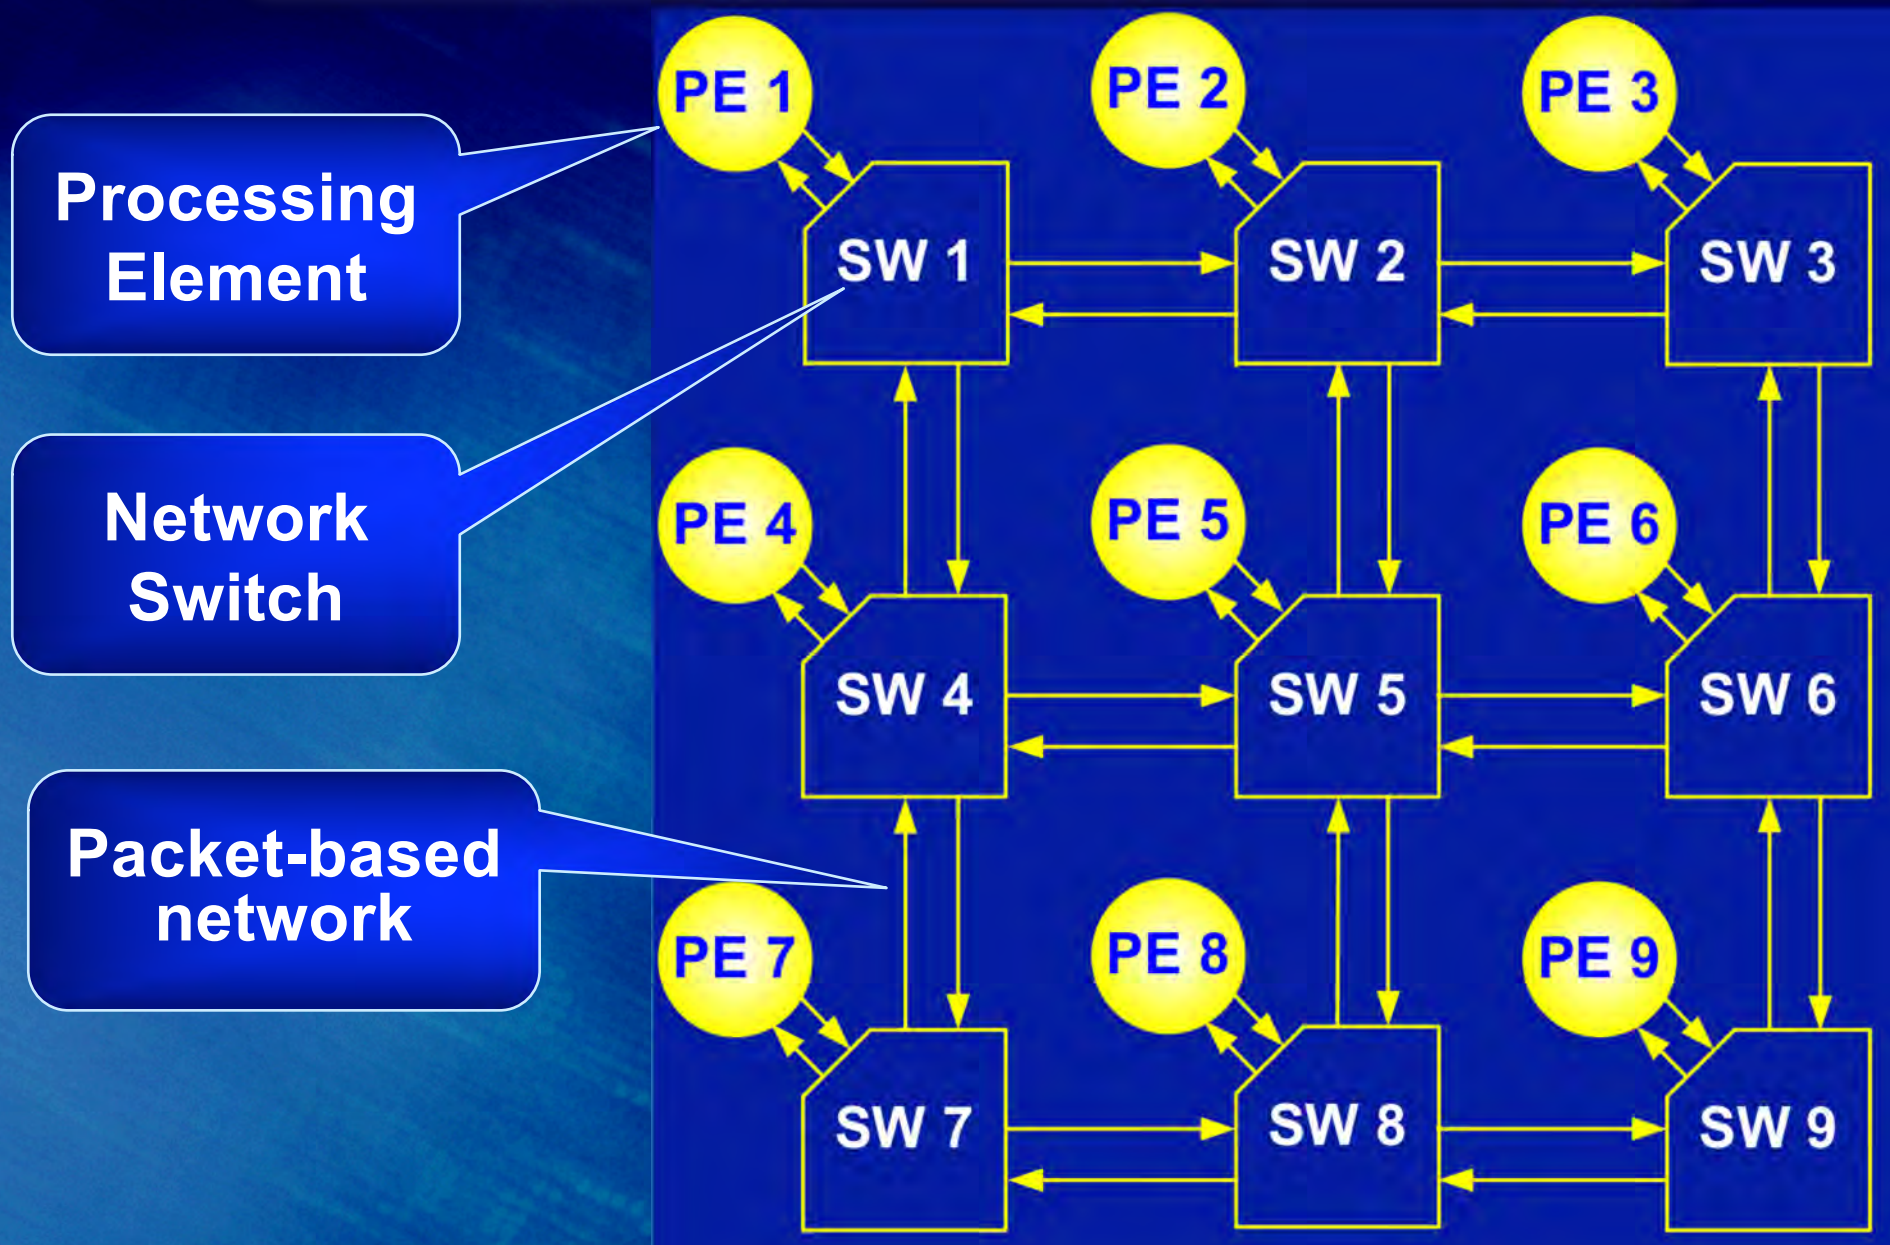 PE 1
PE 2
PE 3
Processing
Element
SW 1
SW 2
SW 3
Network
Switch
PE 4
PE 5
PE 6
SW 4
SW 5
SW 6
Packet-based
network
PE 7
PE 8
PE 9
SW 7
SW 8
SW 9